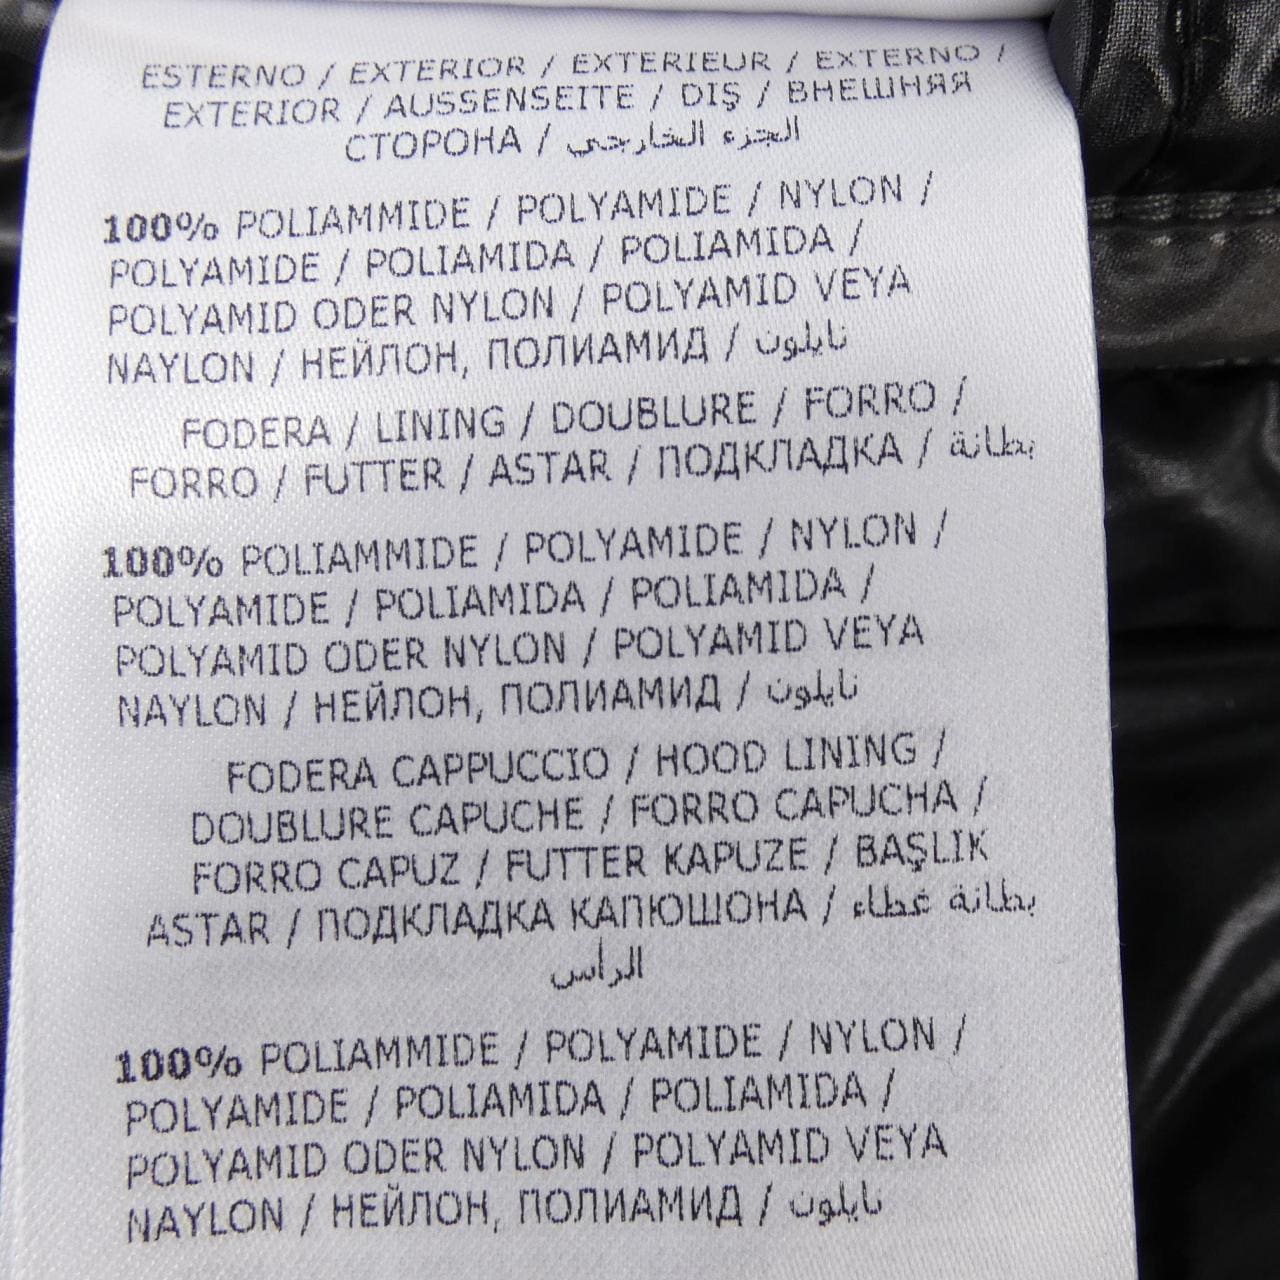 ESTERNO / EXTERIOR / EXTERIEUR / EXTERNO /
EXTERIOR / AUSSENSEITE / DIŞ / ВНЕШНЯЯ
СТОРОНА / الجزء الخارجي
100% POLIAMMIDE / POLYAMIDE / NYLON /
POLYAMIDE / POLIAMIDA / POLIAMIDA /
POLYAMID ODER NYLON / POLYAMID VEYA
NAYLON / НЕЙЛОН, ПОЛИАМИД / نايلون
FODERA / LINING / DOUBLURE / FORRO /
FORRO / FUTTER / ASTAR / ПОДКЛАДКА / بطانة
100% POLIAMMIDE / POLYAMIDE / NYLON /
POLYAMIDE / POLIAMIDA / POLIAMIDA /
POLYAMID ODER NYLON / POLYAMID VEYA
NAYLON / НЕЙЛОН, ПОЛИАМИД / نايلون
FODERA CAPPUCCIO / HOOD LINING /
DOUBLURE CAPUCHE / FORRO CAPUCHA /
FORRO CAPUZ / FUTTER KAPUZE / BAŞLIK
ASTAR / ПОДКЛАДКА КАПЮШОНА / بطانة غطاء
الرأس
100% POLIAMMIDE / POLYAMIDE / NYLON /
POLYAMIDE / POLIAMIDA / POLIAMIDA /
POLYAMID ODER NYLON / POLYAMID VEYA
NAYLON / НЕЙЛОН, ПОЛИАМИД / نايلون